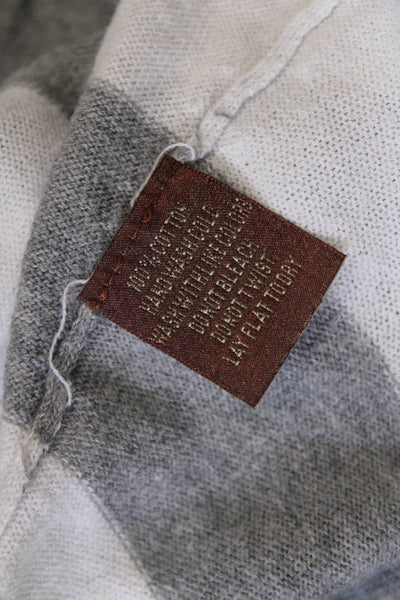 100% COTTON
HAND WASH COLD
WASH WITH LIKE COLORS
DO NOT BLEACH
DO NOT TWIST
LAY FLAT TO DRY